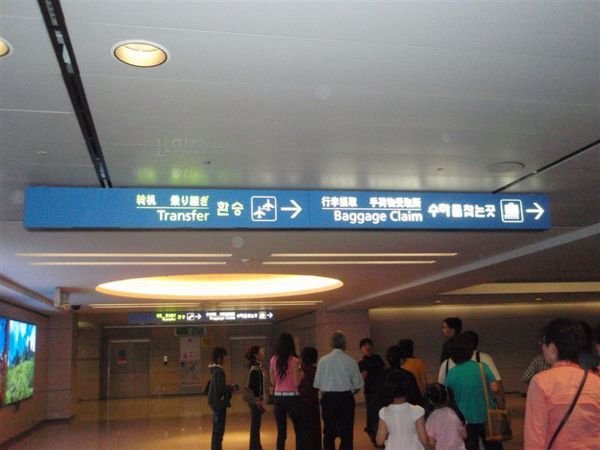 转机 乗り継ぎ
Transfer 환승
行李提取 手荷物受取所
Baggage Claim 수하물찾는곳